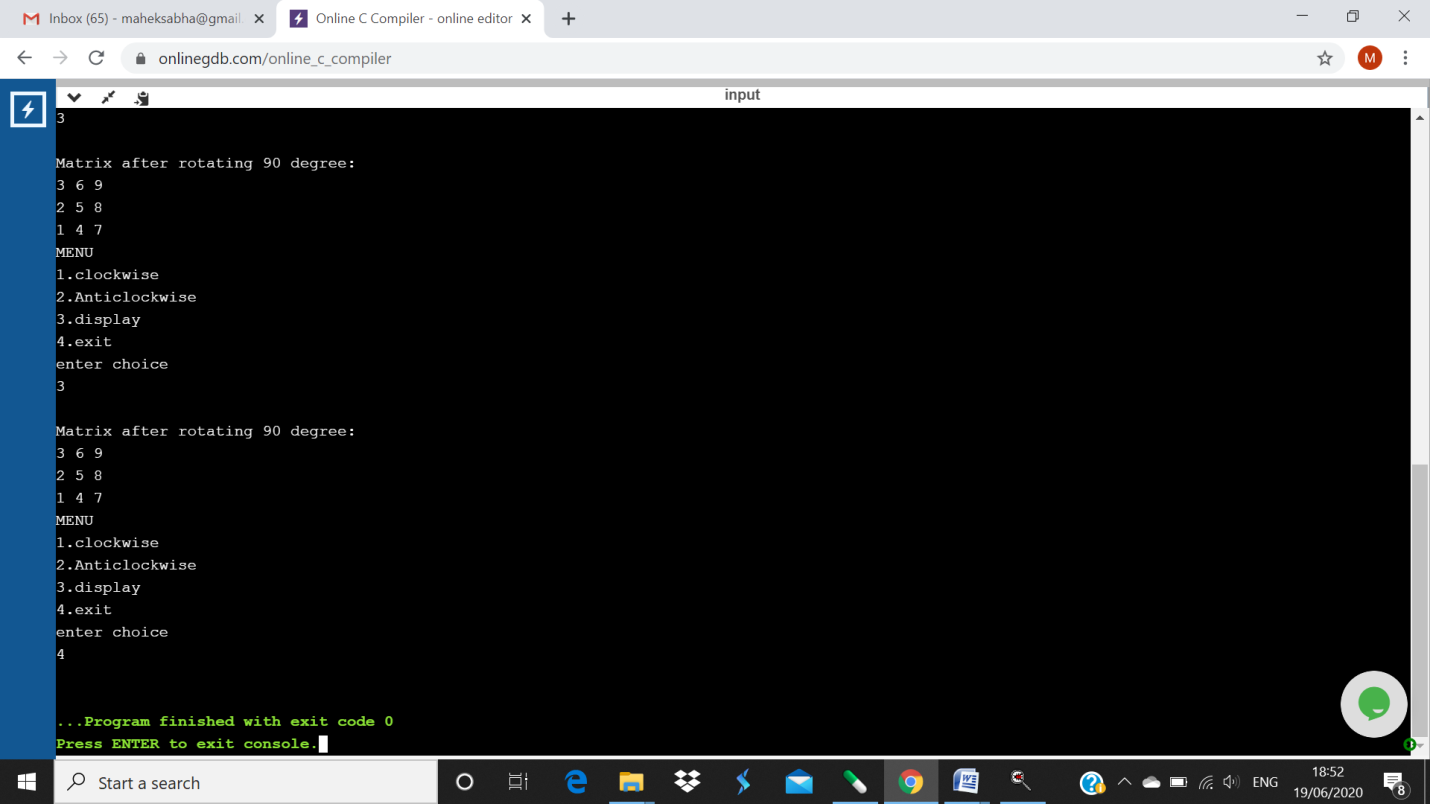 Inbox (65) - maheksabha@gmail.
Online C Compiler - online editor
onlinegdb.com/online_c_compiler
M
input
3
Matrix after rotating 90 degree:
3 6 9
2 5 8
1 4 7
MENU
1.clockwise
2.Anticlockwise
3.display
4.exit
enter choice
3
Matrix after rotating 90 degree:
3 6 9
2 5 8
1 4 7
MENU
1.clockwise
2.Anticlockwise
3.display
4.exit
enter choice
4
...Program finished with exit code 0
Press ENTER to exit console.
Start a search
ENG
18:52
19/06/2020
8